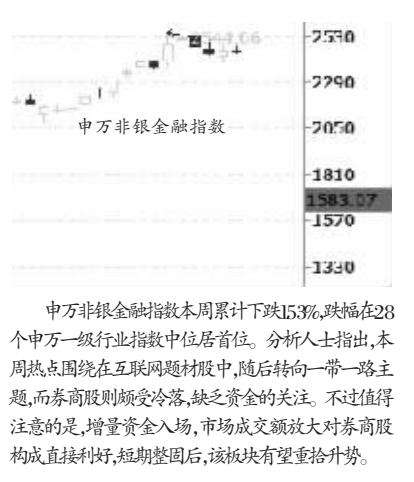 2530
2290
申万非银金融指数
2050
1810
1583.07
1570
1330
申万非银金融指数本周累计下跌1.53%,跌幅在28
个申万一级行业指数中位居首位。分析人士指出,本
周热点围绕在互联网题材股中,随后转向一带一路主
题,而券商股则颇受冷落,缺乏资金的关注。不过值得
注意的是,增量资金入场,市场成交额放大对券商股
构成直接利好,短期整固后,该板块有望重拾升势。